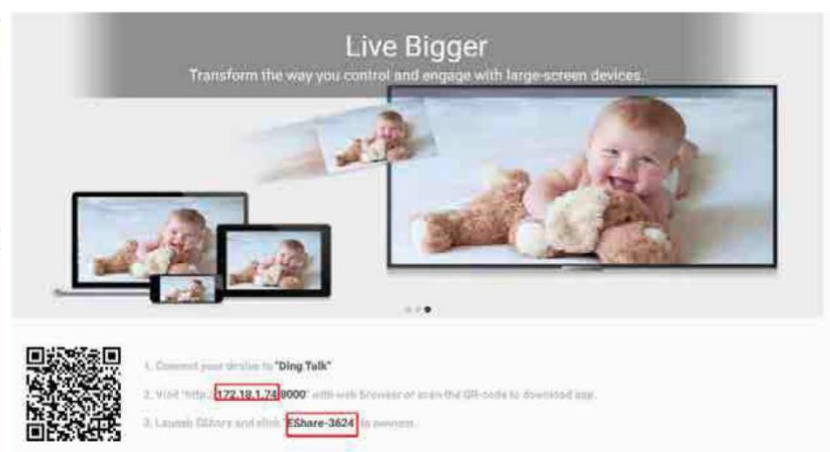 Live Bigger
Transform the way you control and engage with large-screen devices.
1. Connect your device to "Ding Talk"
2. Visit "http://172.18.1.74:8000" with web browser or scan the QR-code to download app.
3. Launch EShare and click "EShare-3624" to connect.